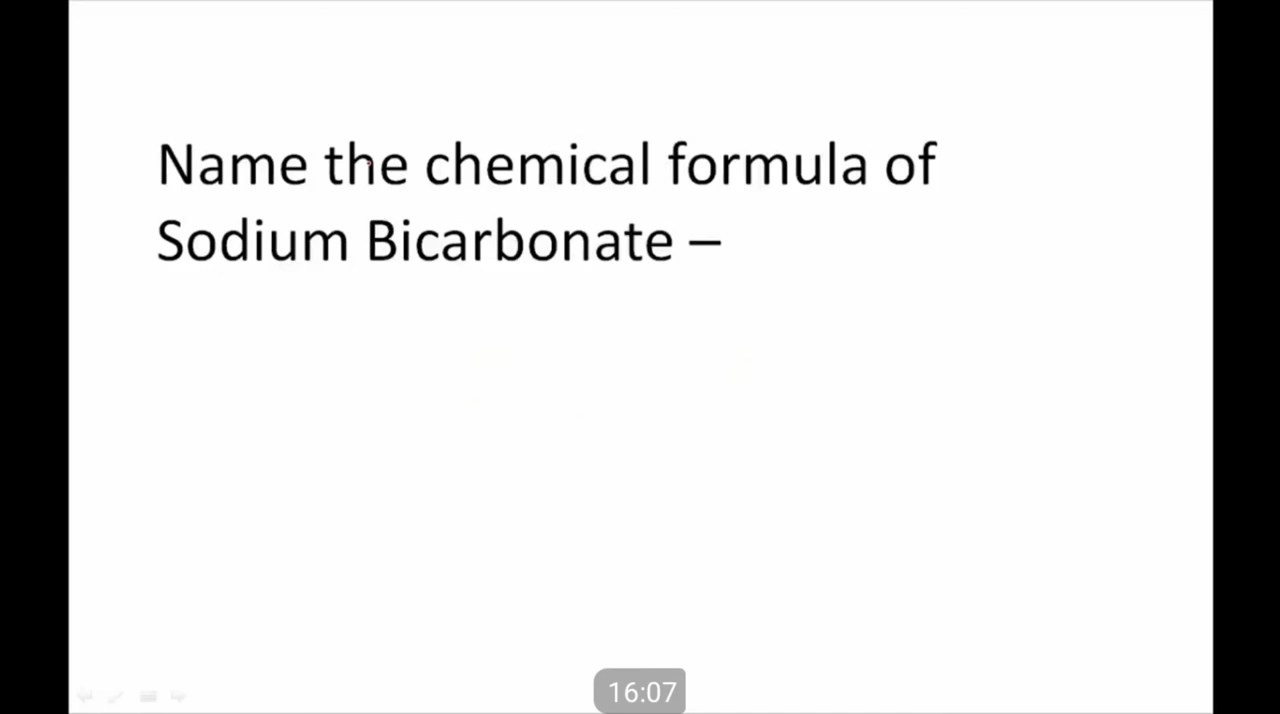 Name the chemical formula of
Sodium Bicarbonate –
16:07